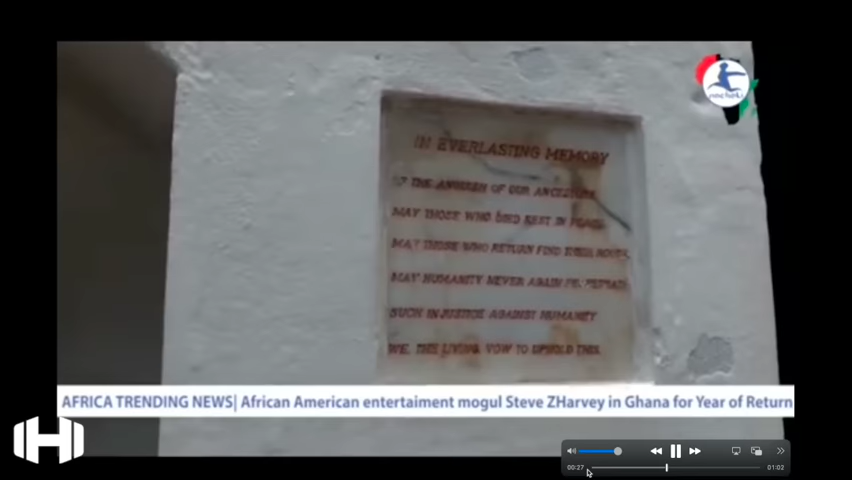 IN EVERLASTING MEMORY
OF THE ANGUISH OF OUR ANCESTORS
MAY THOSE WHO DIED REST IN PEACE
MAY THOSE WHO RETURN FIND THEIR ROOTS
MAY HUMANITY NEVER AGAIN PERPETRATE
SUCH INJUSTICE AGAINST HUMANITY
WE, THE LIVING, VOW TO UPHOLD THIS.
AFRICA TRENDING NEWS| African American entertaiment mogul Steve ZHarvey in Ghana for Year of Return
H
00:27
01:02